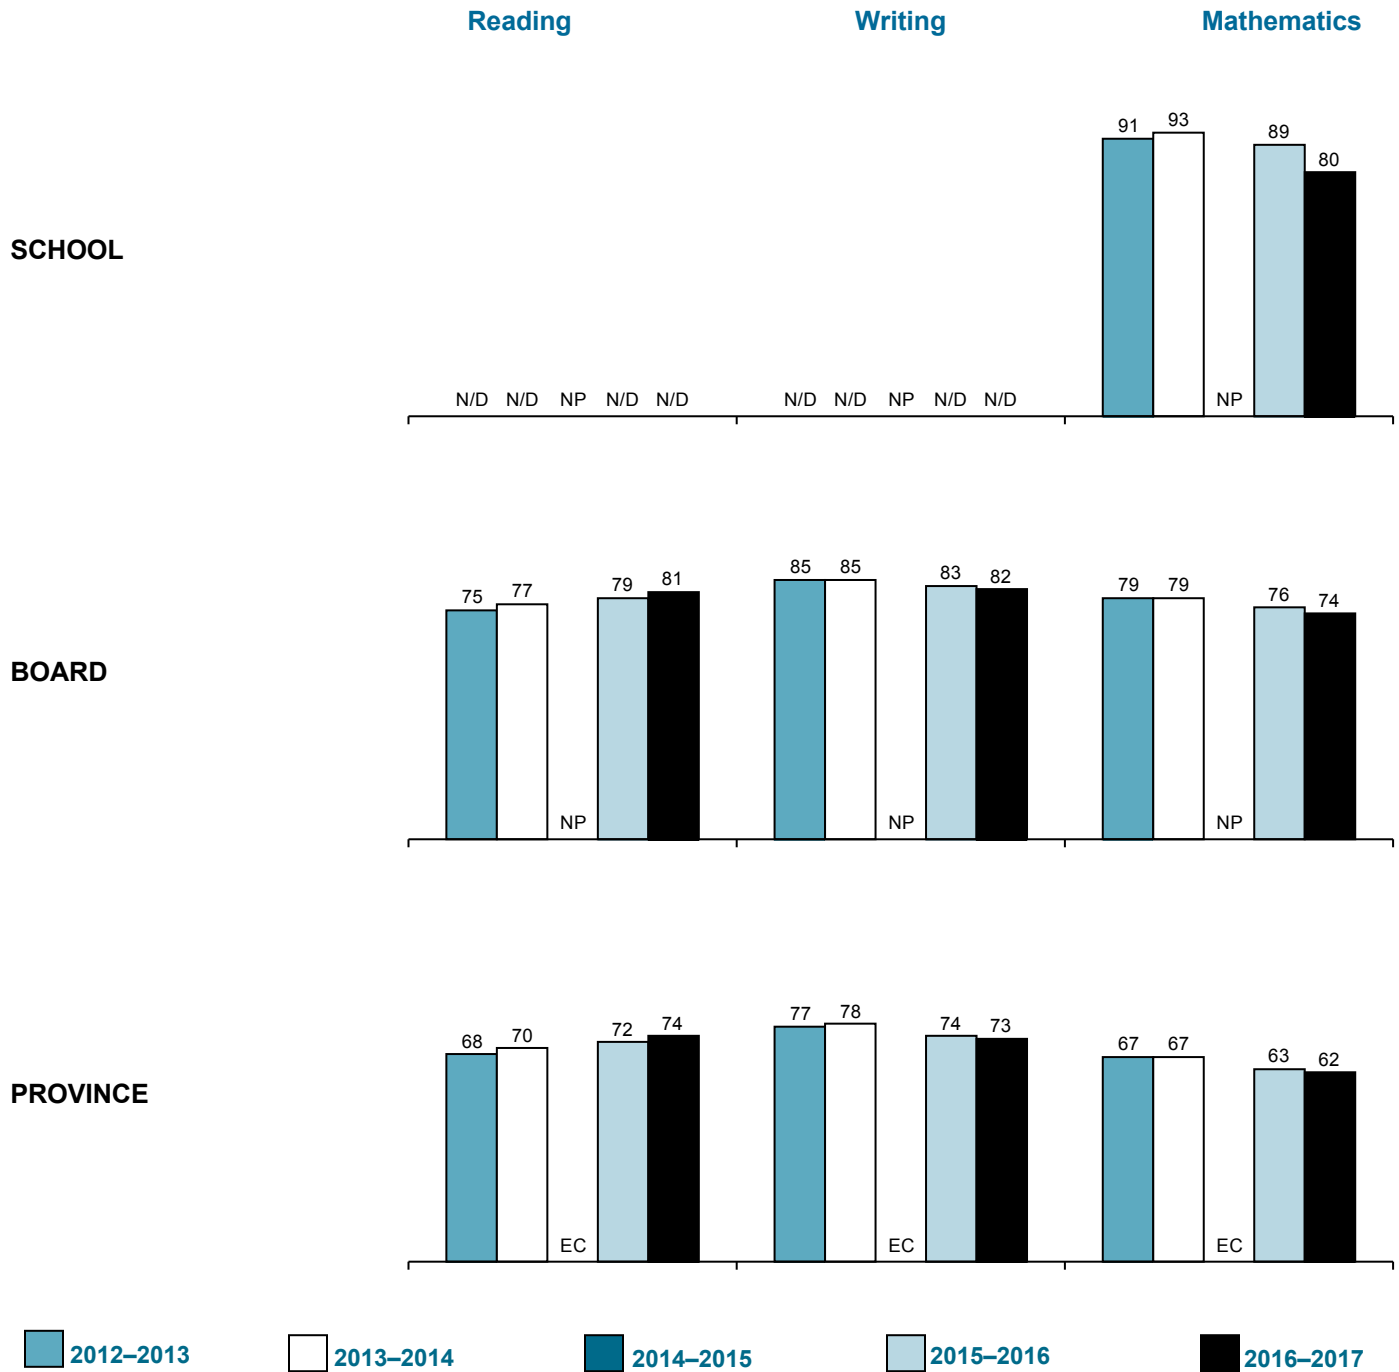 Reading Writing Mathematics
91 93 89 80
SCHOOL
N/D N/D NP N/D N/D N/D N/D NP N/D N/D NP
75 77 79 81 85 85 83 82 79 79 76 74
BOARD
NP NP NP
68 70 72 74 77 78 74 73 67 67 63 62
PROVINCE
EC EC EC
2012–2013 2013–2014 2014–2015 2015–2016 2016–2017